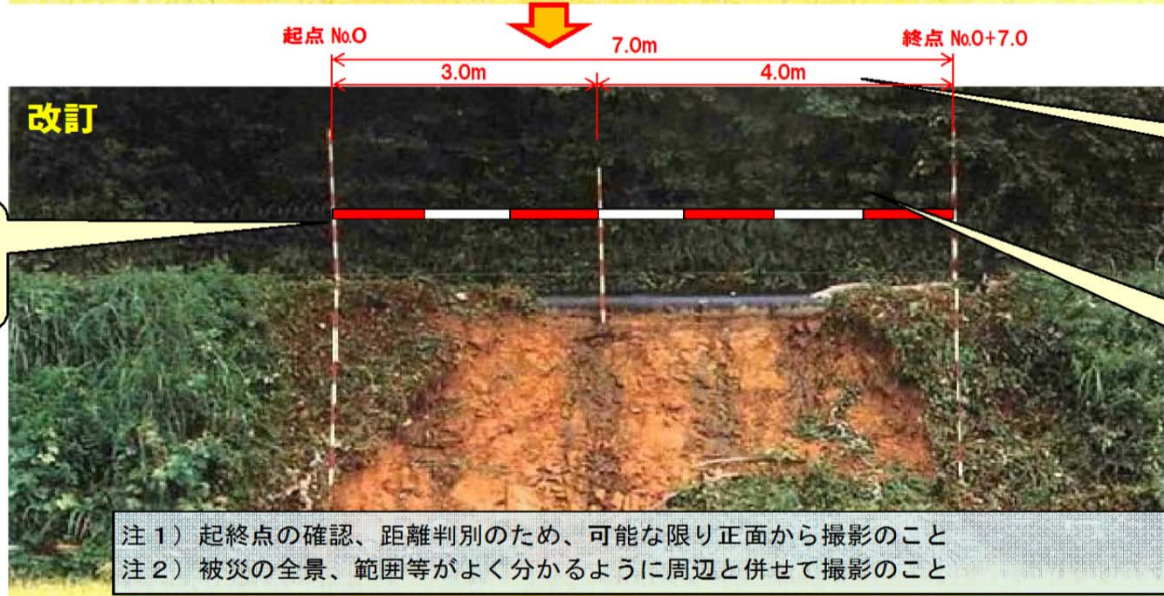 起点 №0
7.0m
終点 №0+7.0
3.0m
4.0m
改訂
注１）起終点の確認、距離判別のため、可能な限り正面から撮影のこと
注２）被災の全景、範囲等がよく分かるように周辺と併せて撮影のこと